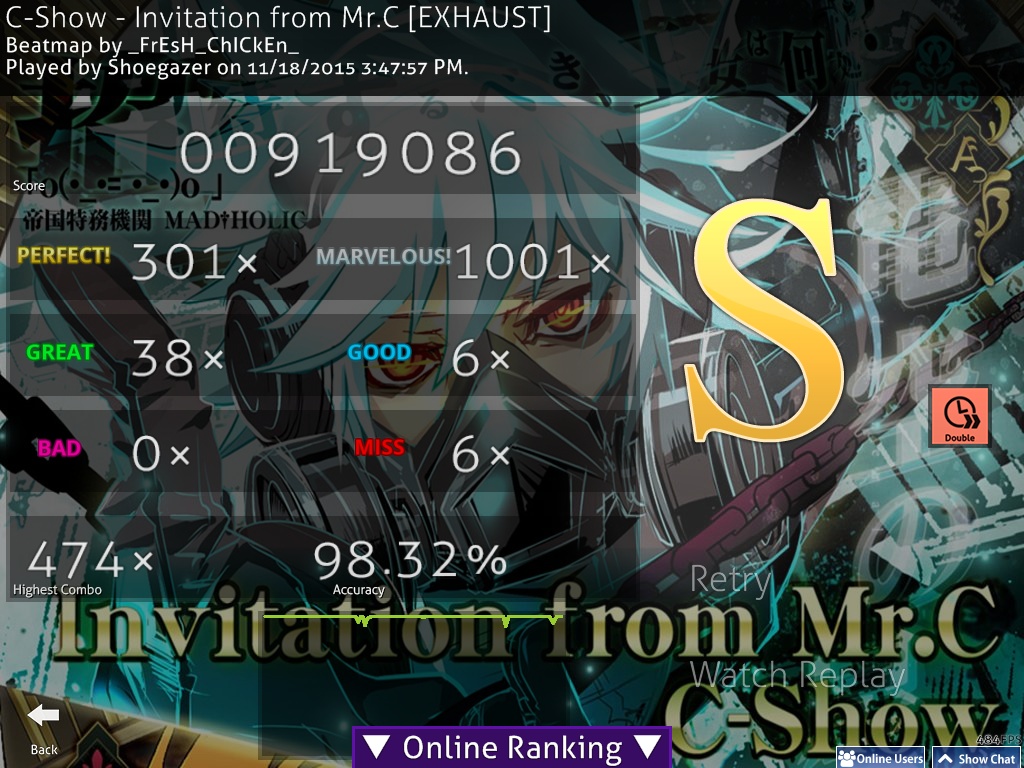 C-Show - Invitation from Mr.C [EXHAUST]
Beatmap by _FrEsH_ChICkEn_
Played by Shoegazer on 11/18/2015 3:47:57 PM.
00919086
Score
帝国特務機関 MAD†HOLIC
PERFECT! 301× MARVELOUS! 1001×
GREAT 38× GOOD 6×
BAD 0× MISS 6×
S
Double
474× 98.32%
Highest Combo Accuracy
Retry
Invitation from Mr.C
Watch Replay
C-Show
Back
▼ Online Ranking ▼
484FPS
Online Users Show Chat